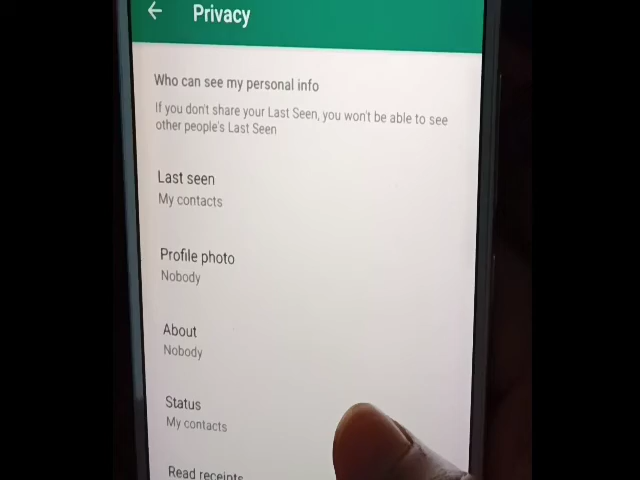 Privacy
Who can see my personal info
If you don't share your Last Seen, you won't be able to see
other people's Last Seen
Last seen
My contacts
Profile photo
Nobody
About
Nobody
Status
My contacts
Read receipts